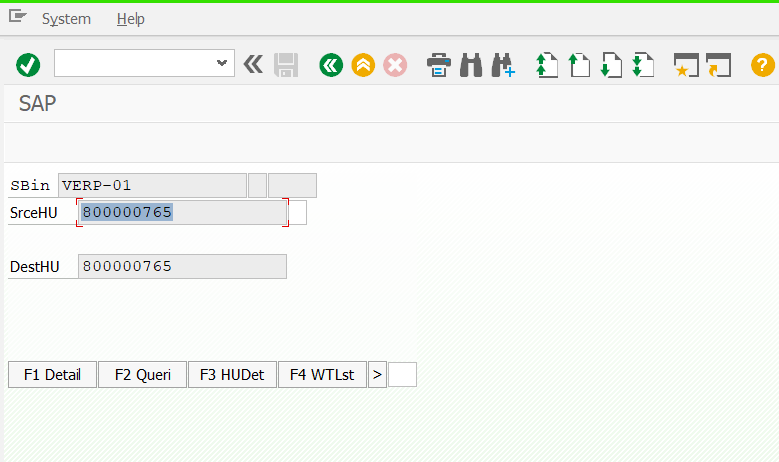 System Help
?
SAP
SBin VERP-01
SrceHU 800000765
DestHU 800000765
F1 Detail F2 Queri F3 HUDet F4 WTLst >